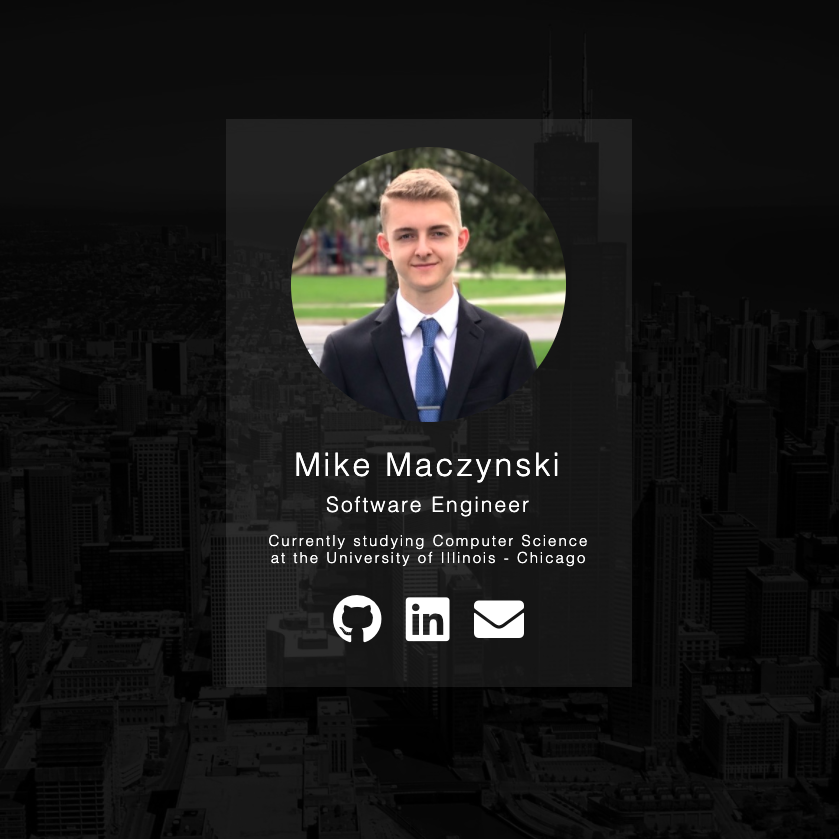 Mike Maczynski
Software Engineer
Currently studying Computer Science
at the University of Illinois - Chicago
in